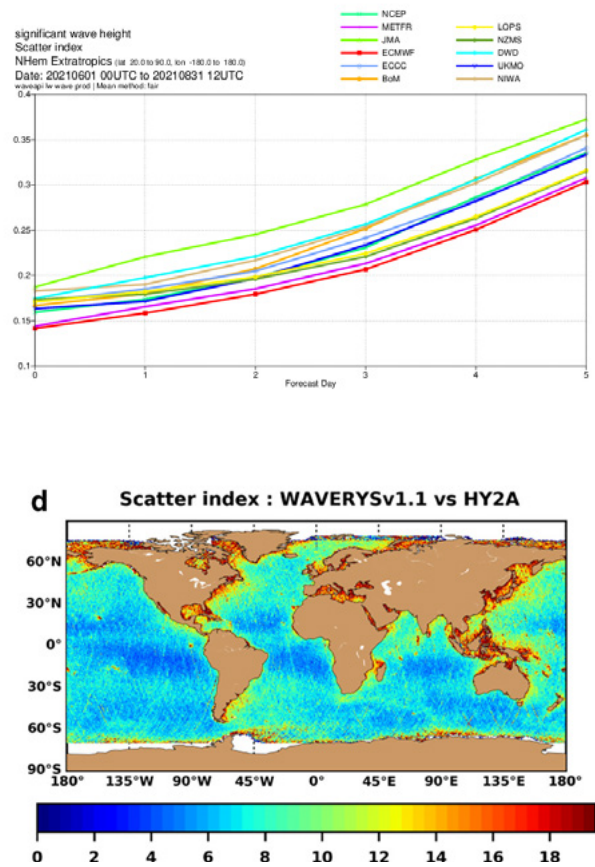 significant wave height
Scatter index
NHem Extratropics (lat 20.0 to 90.0, lon -180.0 to 180.0)
Date: 20210601 00UTC to 20210831 12UTC
waveapi lw wave prod | Mean method: fair
NCEP
METFR
JMA
ECMWF
ECCC
BoM
LOPS
NZMS
DWD
UKMO
NIWA
0.4
0.35
0.3
0.25
0.2
0.15
0.1
0 1 2 3 4 5
Forecast Day
d Scatter index : WAVERYSv1.1 vs HY2A
60°N
30°N
0°
30°S
60°S
90°S
180° 135°W 90°W 45°W 0° 45°E 90°E 135°E 180°
0 2 4 6 8 10 12 14 16 18